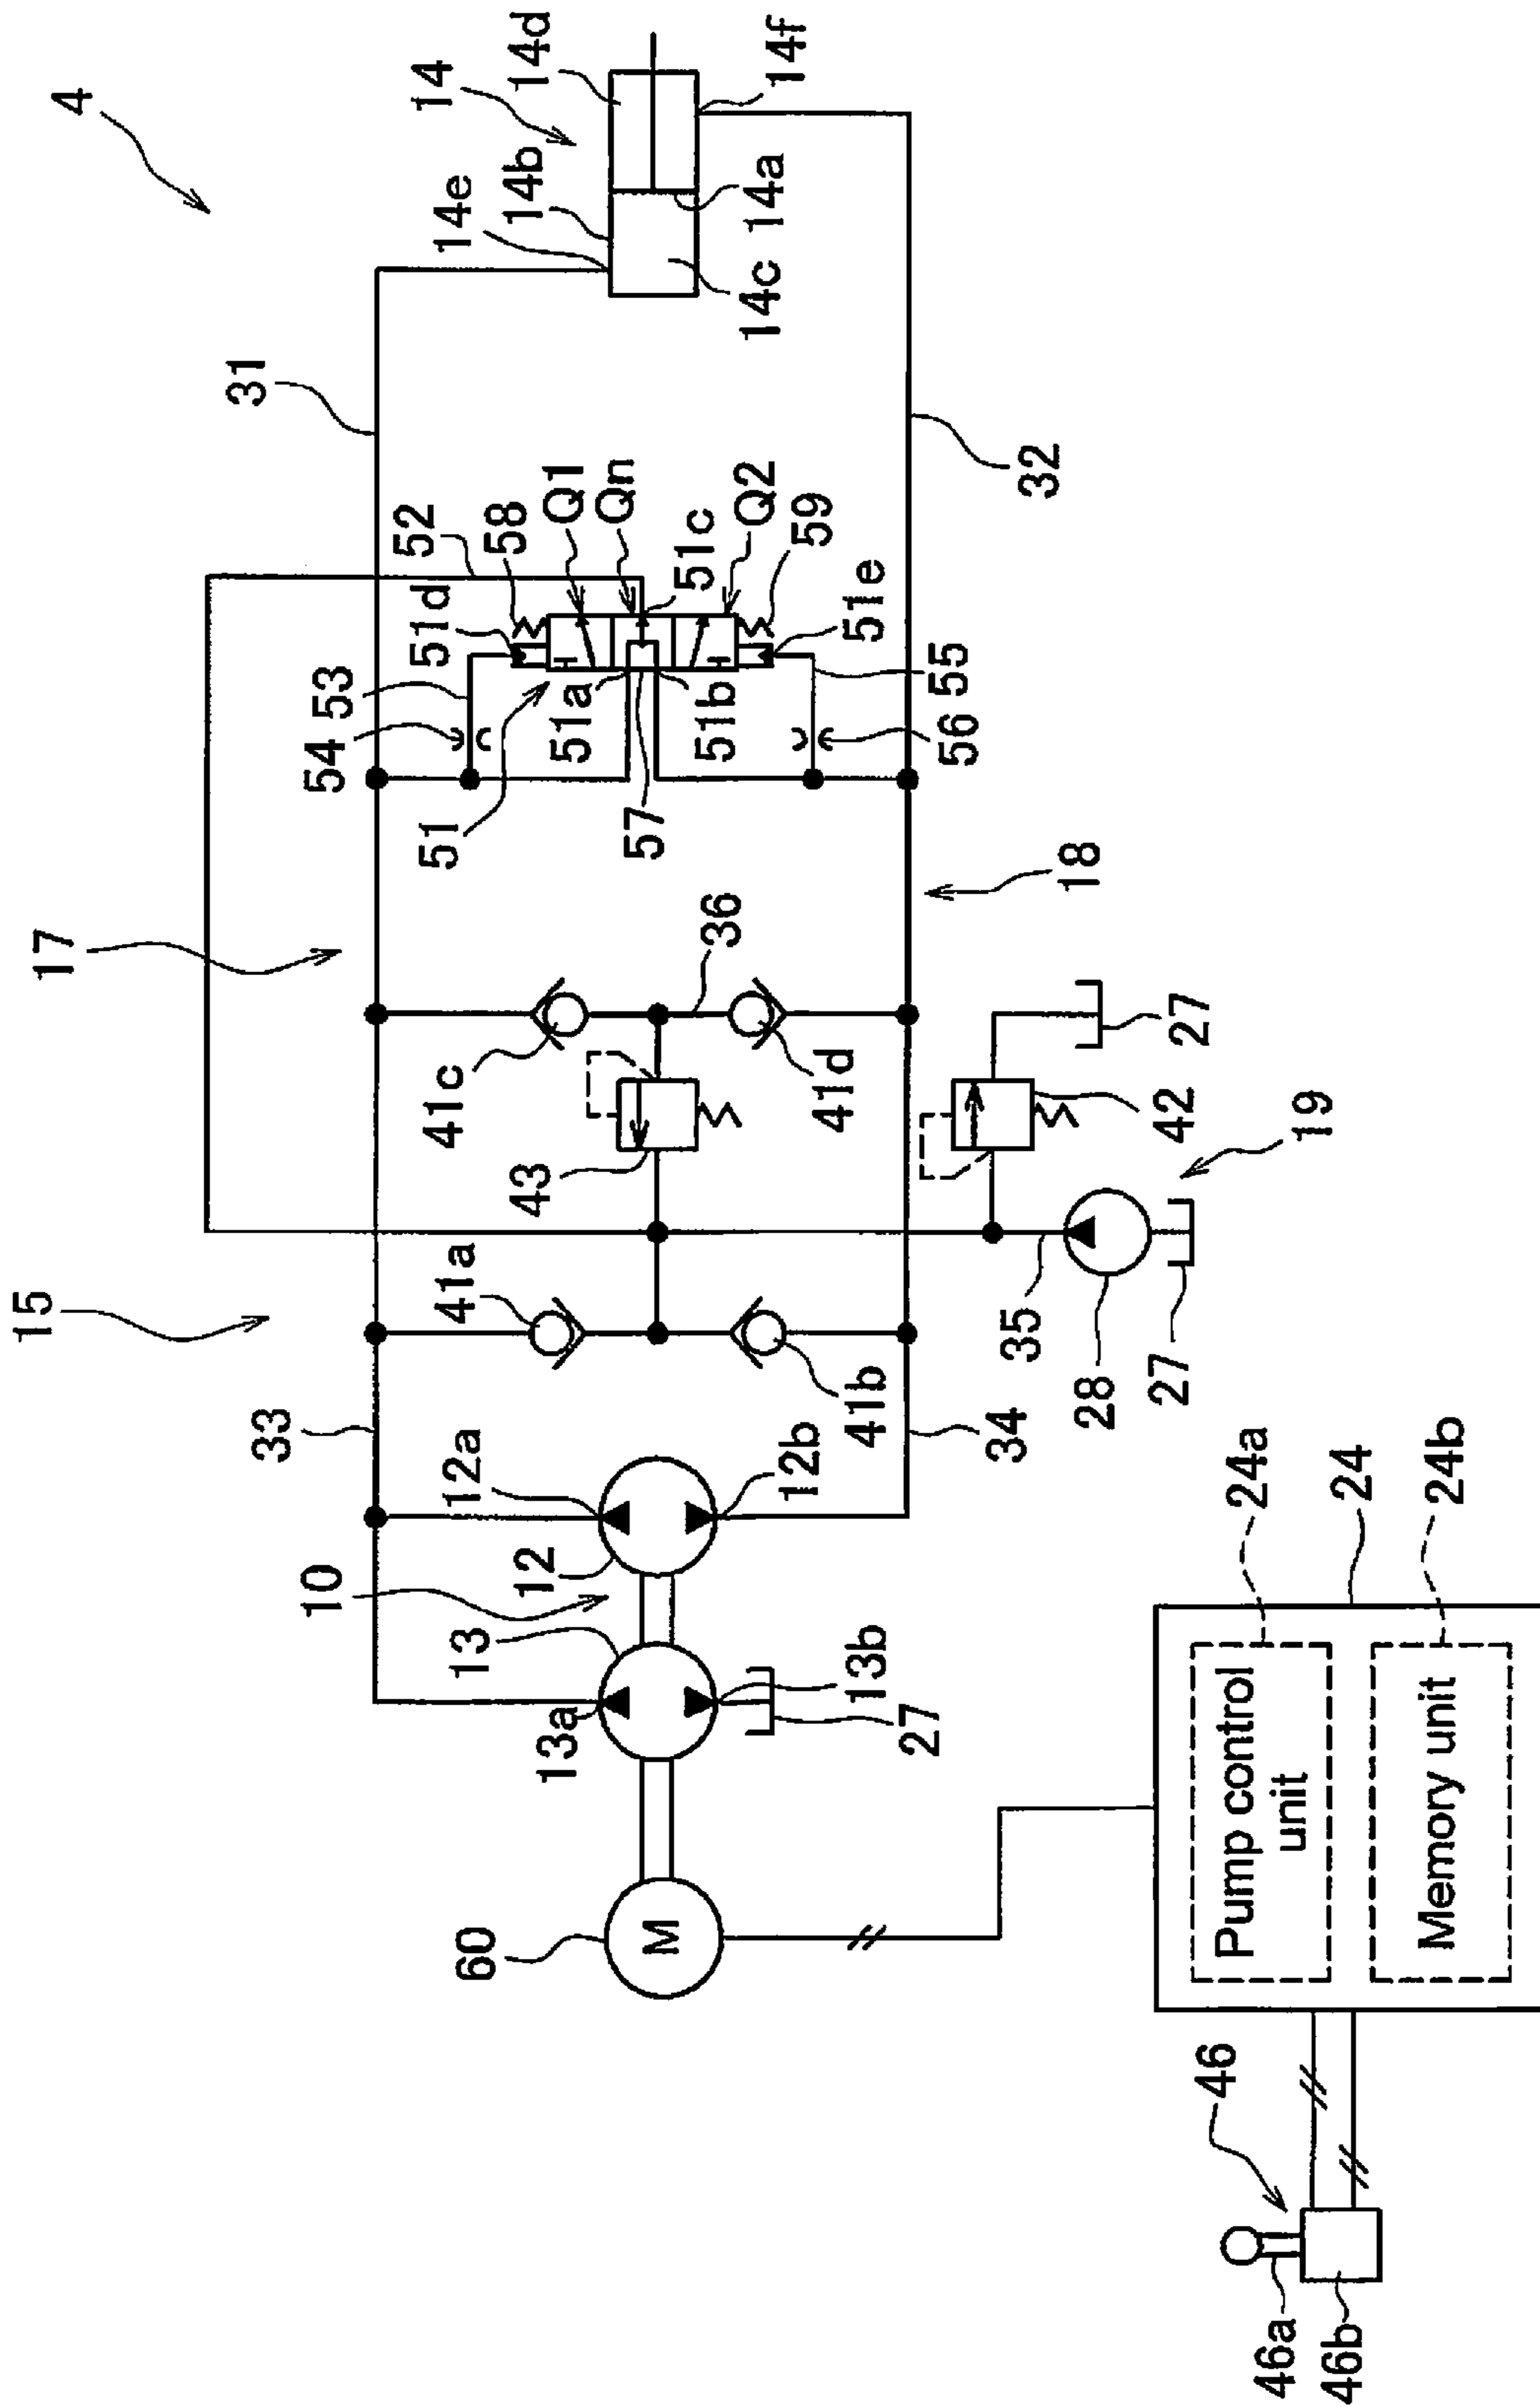 4
14
14d
14b
14e
14f
14a
14c
31
32
52
58
Q1
Qn
51d
51c
Q2
59
51e
53
54
51a
51b
55
56
51
57
17
18
36
41c
41d
27
43
42
19
15
41a
35
28
27
41b
33
34
12a
12b
12
10
13
13a
13b
27
60
M
24a
24
24b
Pump control
unit
Memory unit
46
46a
46b